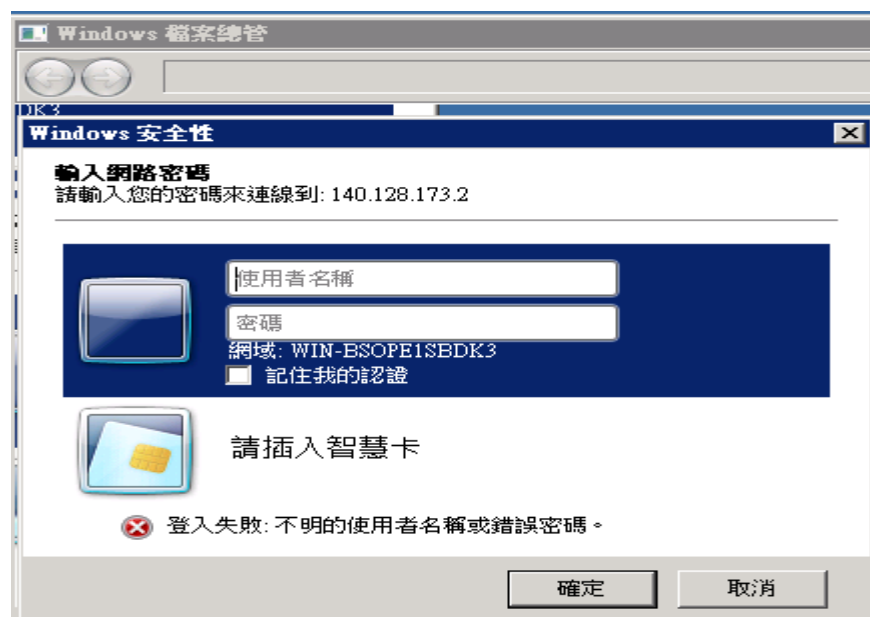 Windows 檔案總管
DK3
Windows 安全性
輸入網路密碼
請輸入您的密碼來連線到: 140.128.173.2
使用者名稱
密碼
網域: WIN-BSOPE1SBDK3
記住我的認證
請插入智慧卡
登入失敗: 不明的使用者名稱或錯誤密碼。
確定
取消